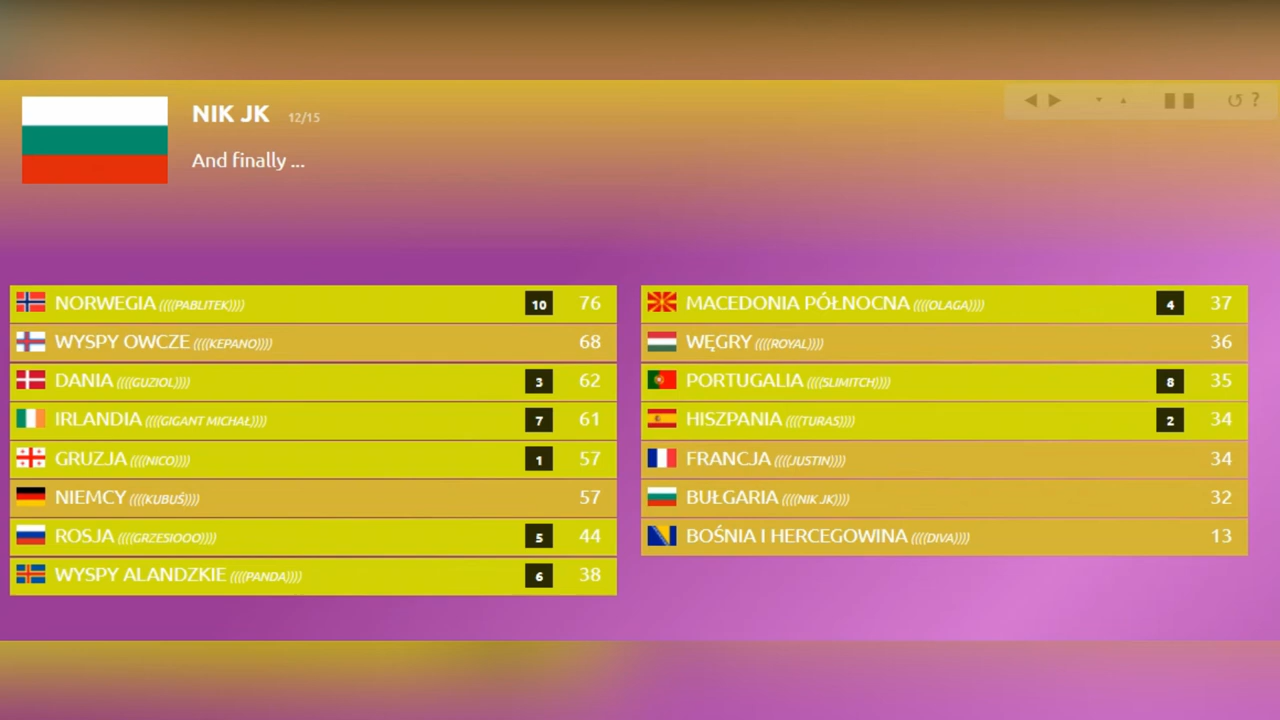 NIK JK 12/15
And finally ...
NORWEGIA ((((PABLITEK)))) 10 76
WYSPY OWCZE ((((KEPANO)))) 68
DANIA ((((GUZIOL)))) 3 62
IRLANDIA ((((GIGANT MICHAŁ)))) 7 61
GRUZJA ((((NICO)))) 1 57
NIEMCY ((((KUBUŚ)))) 57
ROSJA ((((GRZESIOOO)))) 5 44
WYSPY ALANDZKIE ((((PANDA)))) 6 38
MACEDONIA PÓŁNOCNA ((((OLAGA)))) 4 37
WĘGRY ((((ROYAL)))) 36
PORTUGALIA ((((SLIMITCH)))) 8 35
HISZPANIA ((((TURAS)))) 2 34
FRANCJA ((((JUSTIN)))) 34
BUŁGARIA ((((NIK JK)))) 32
BOŚNIA I HERCEGOWINA ((((DIVA)))) 13